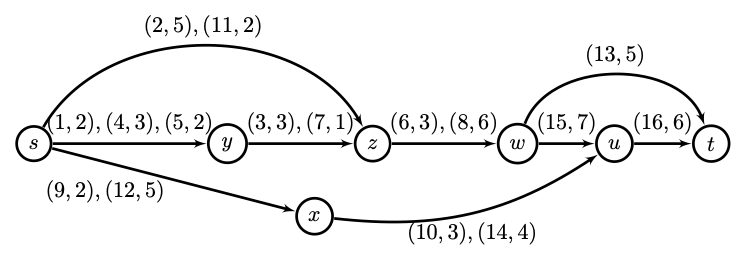 (2, 5), (11, 2)
(13, 5)
s (1, 2), (4, 3), (5, 2) y (3, 3), (7, 1) z (6, 3), (8, 6) w (15, 7) u (16, 6) t
(9, 2), (12, 5)
x
(10, 3), (14, 4)